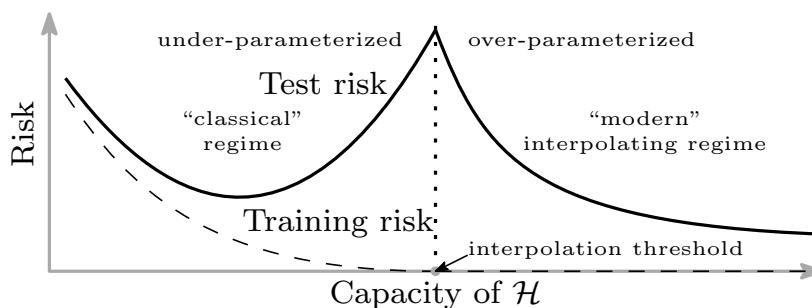 under-parameterized
over-parameterized
Test risk
“classical”
regime
“modern”
interpolating regime
Risk
Training risk
interpolation threshold
Capacity of ℋ